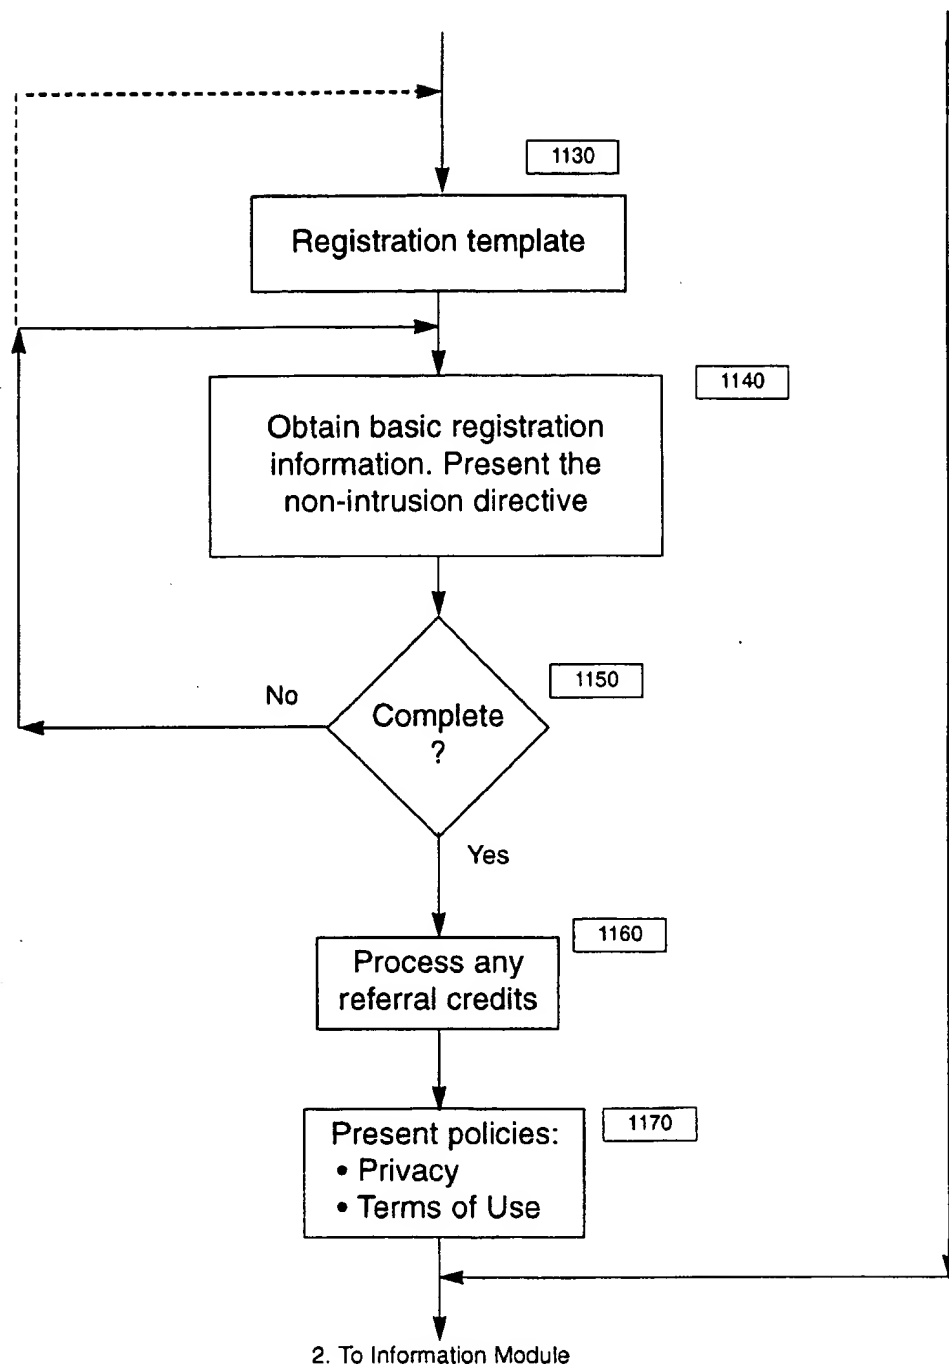 1130
Registration template
1140
Obtain basic registration
information. Present the
non-intrusion directive
1150
No
Complete
?
Yes
1160
Process any
referral credits
1170
Present policies:
• Privacy
• Terms of Use
2. To Information Module